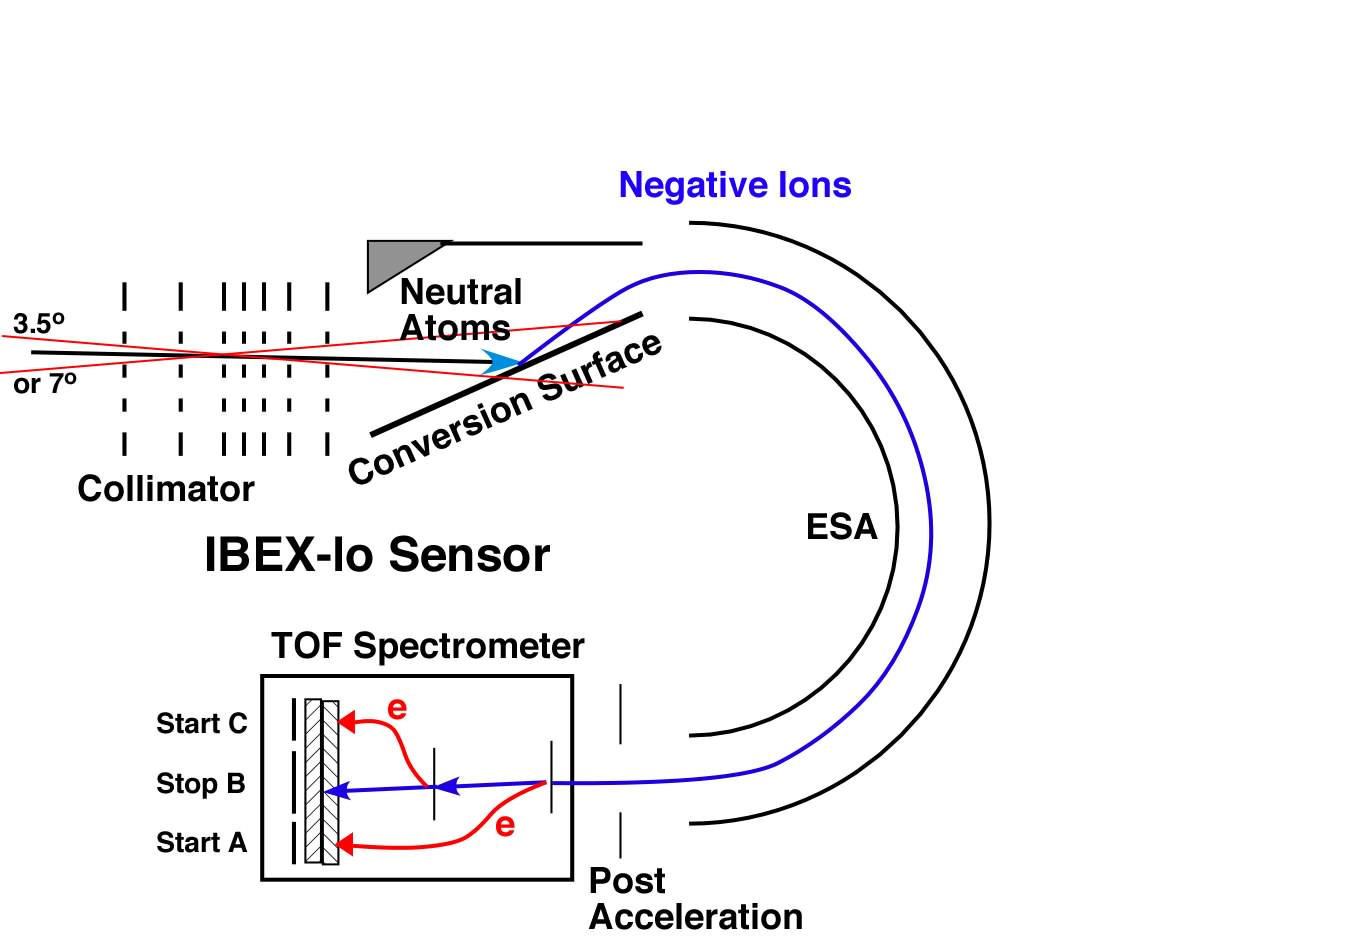 Negative Ions
Neutral
Atoms
3.5º
or 7º
Conversion Surface
Collimator
ESA
IBEX-lo Sensor
TOF Spectrometer
Start C
e
Stop B
Start A
e
Post
Acceleration